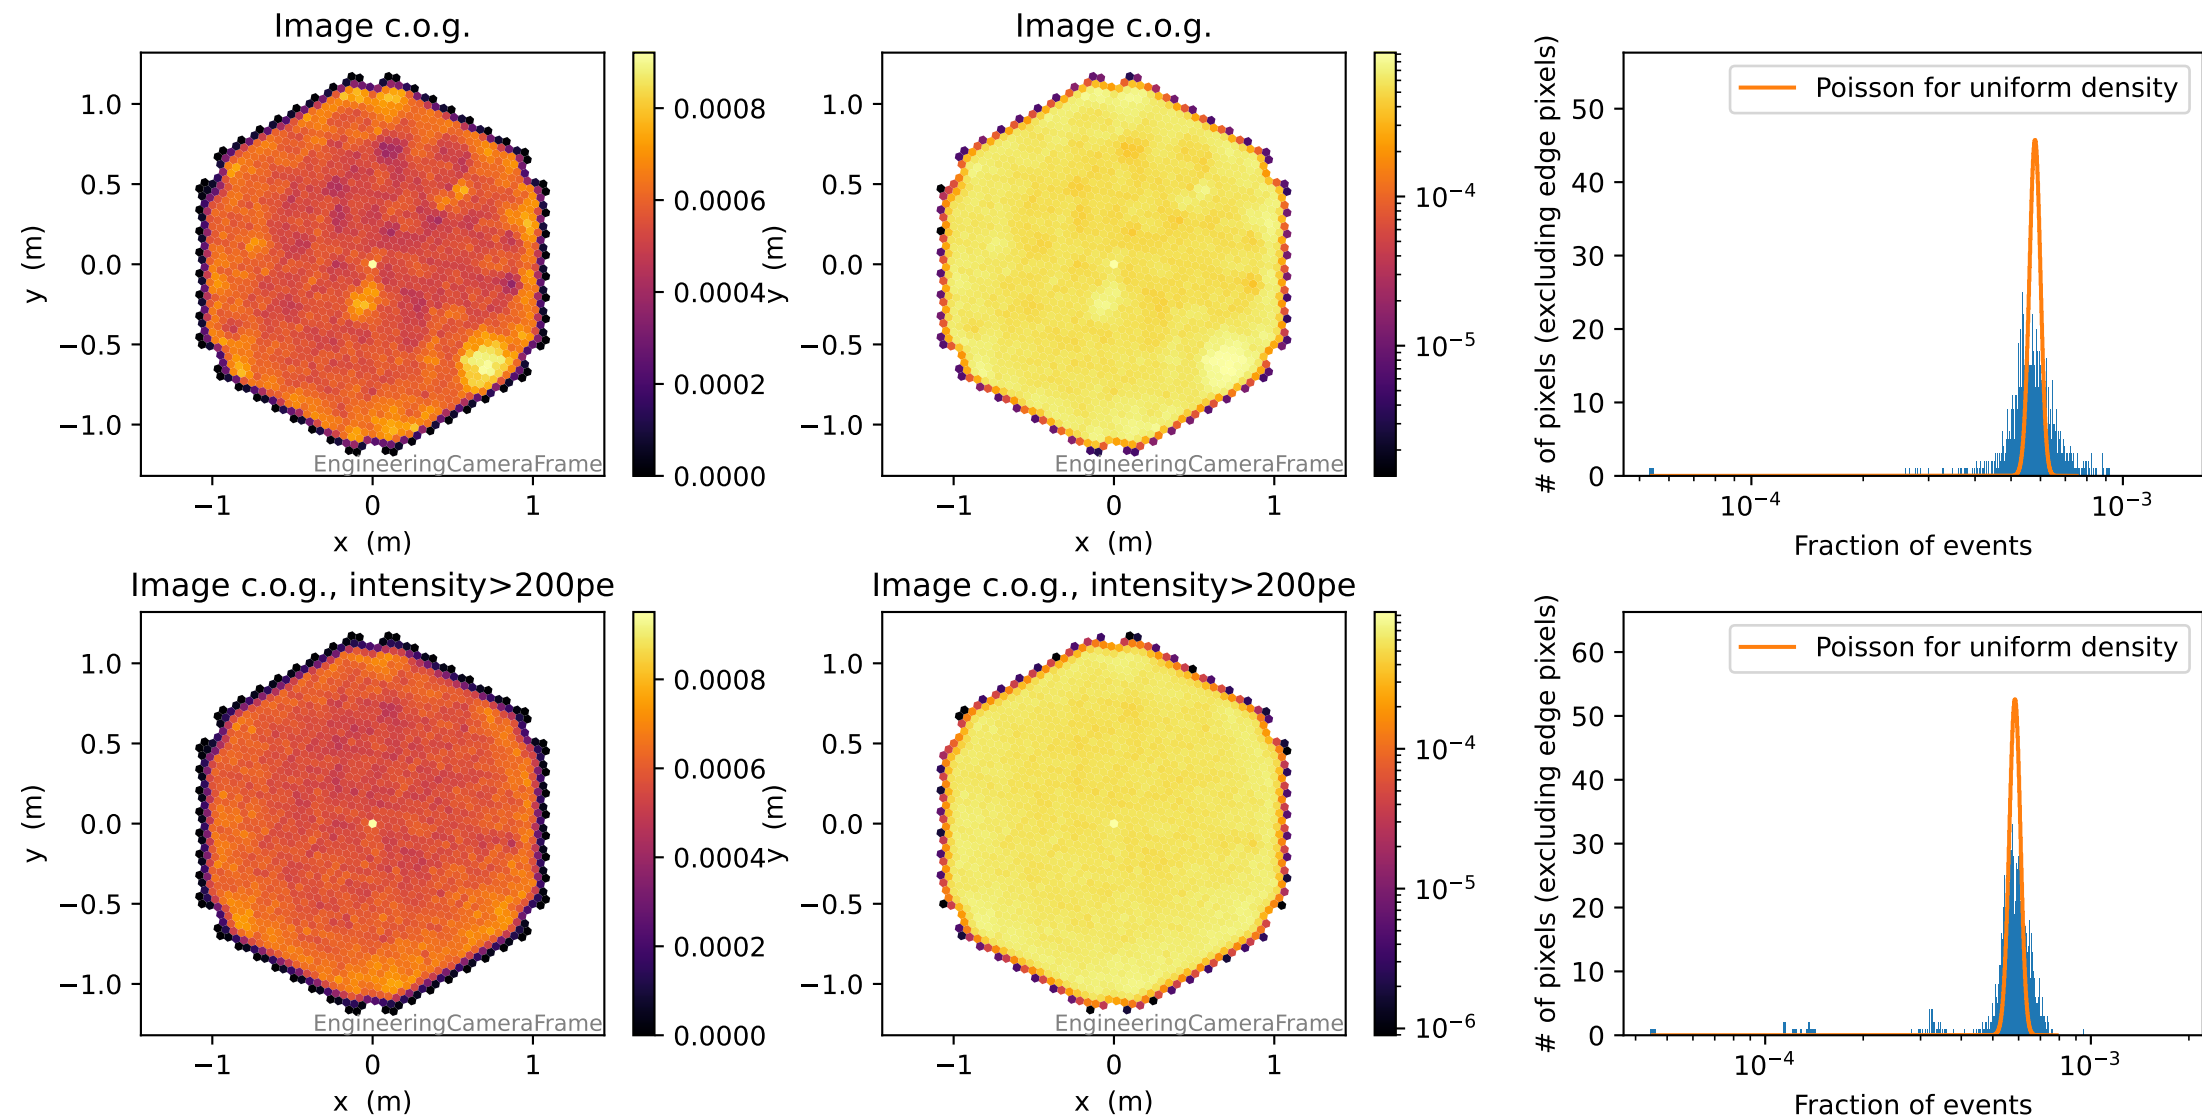 Image c.o.g.
y (m)
1.0
0.5
0.0
−0.5
−1.0
−1
0
1
x (m)
EngineeringCameraFrame
0.0008
0.0006
0.0004
0.0002
0.0000
Image c.o.g.
y (m)
1.0
0.5
0.0
−0.5
−1.0
−1
0
1
x (m)
EngineeringCameraFrame
10−4
10−5
# of pixels (excluding edge pixels)
50
40
30
20
10
0
Poisson for uniform density
10−4
10−3
Fraction of events
Image c.o.g., intensity>200pe
y (m)
1.0
0.5
0.0
−0.5
−1.0
−1
0
1
x (m)
EngineeringCameraFrame
0.0008
0.0006
0.0004
0.0002
0.0000
Image c.o.g., intensity>200pe
y (m)
1.0
0.5
0.0
−0.5
−1.0
−1
0
1
x (m)
EngineeringCameraFrame
10−4
10−5
10−6
# of pixels (excluding edge pixels)
60
50
40
30
20
10
0
Poisson for uniform density
10−4
10−3
Fraction of events